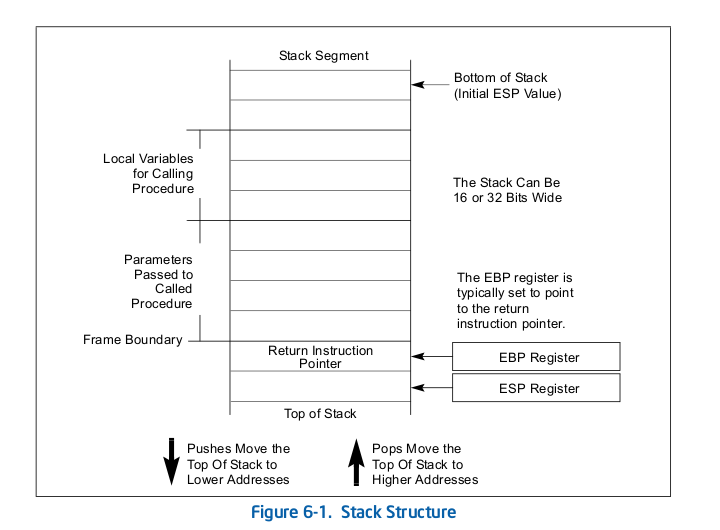 Stack Segment
Bottom of Stack
(Initial ESP Value)
Local Variables
for Calling
Procedure
The Stack Can Be
16 or 32 Bits Wide
Parameters
Passed to
Called
Procedure
The EBP register is
typically set to point
to the return
instruction pointer.
Frame Boundary
Return Instruction
Pointer
EBP Register
ESP Register
Top of Stack
Pushes Move the
Top Of Stack to
Lower Addresses
Pops Move the
Top Of Stack to
Higher Addresses
Figure 6-1. Stack Structure